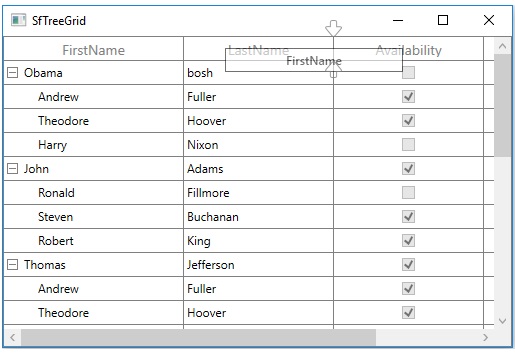 SfTreeGrid
FirstName LastName Availability
FirstName
Obama bosh
Andrew Fuller
Theodore Hoover
Harry Nixon
John Adams
Ronald Fillmore
Steven Buchanan
Robert King
Thomas Jefferson
Andrew Fuller
Theodore Hoover